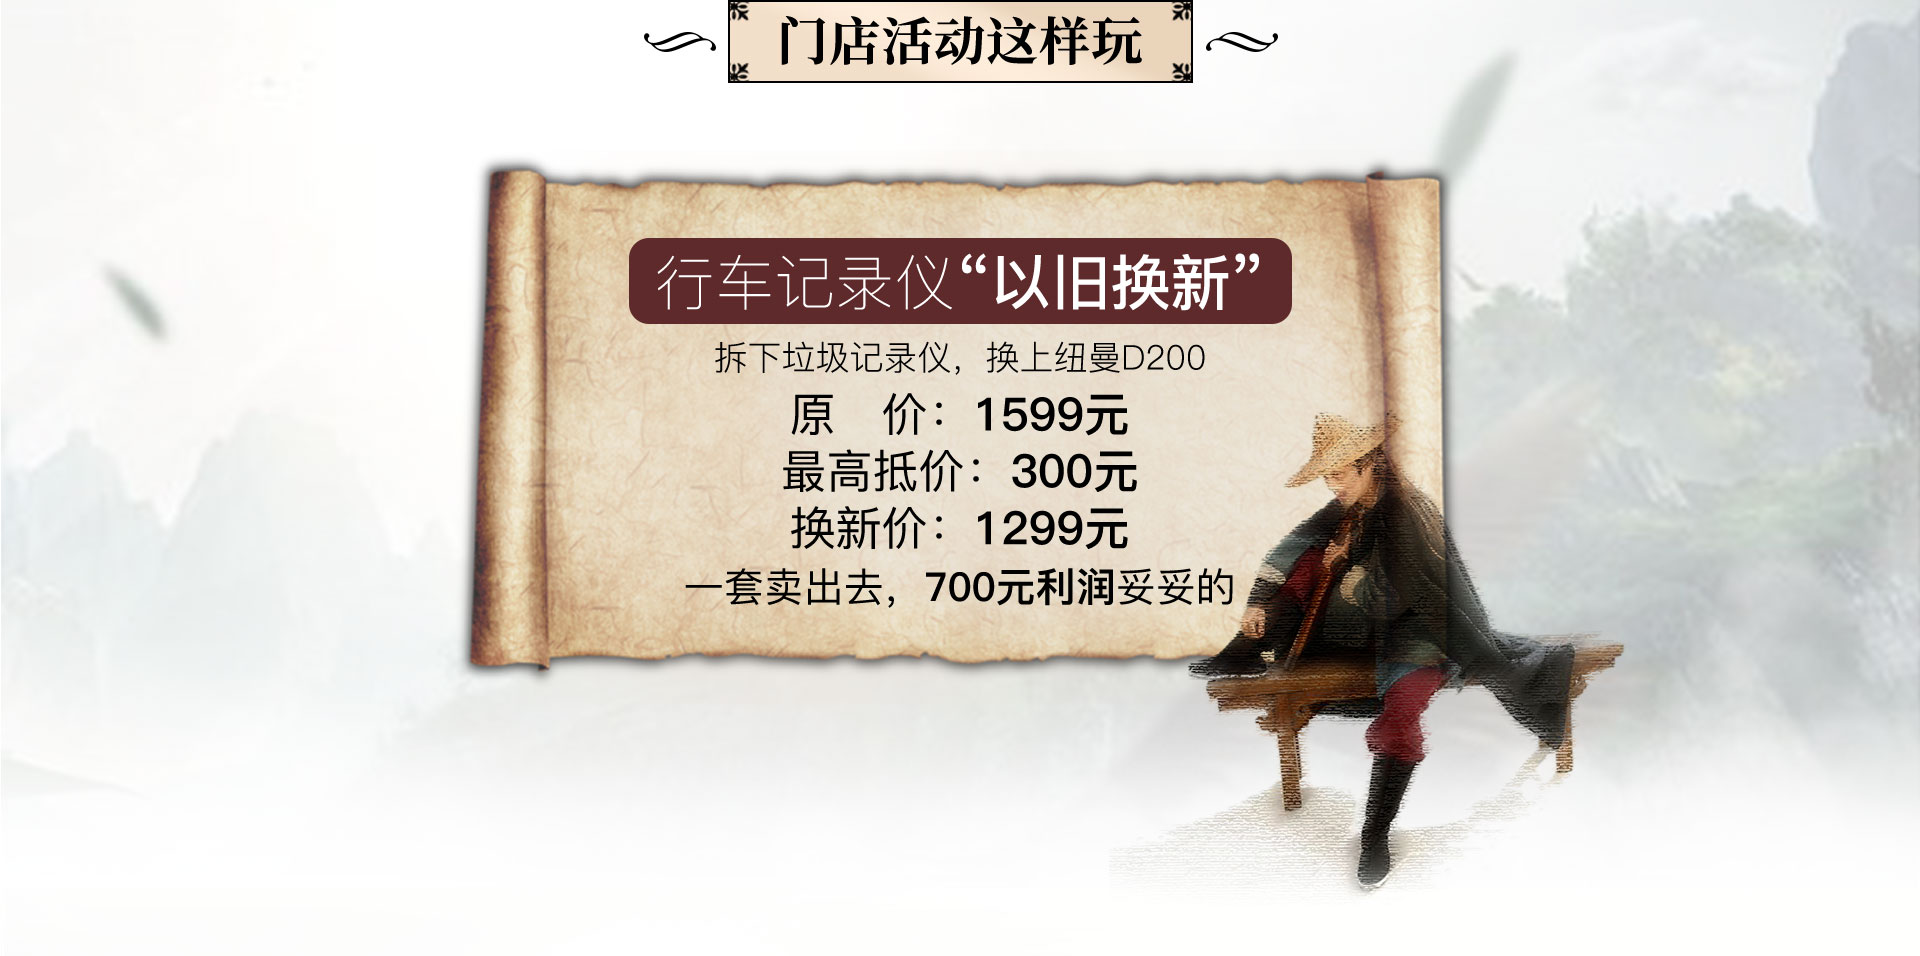 门店活动这样玩
行车记录仪“以旧换新”
拆下垃圾记录仪，换上纽曼D200
原　价：1599元
最高抵价：300元
换新价：1299元
一套卖出去，700元利润妥妥的